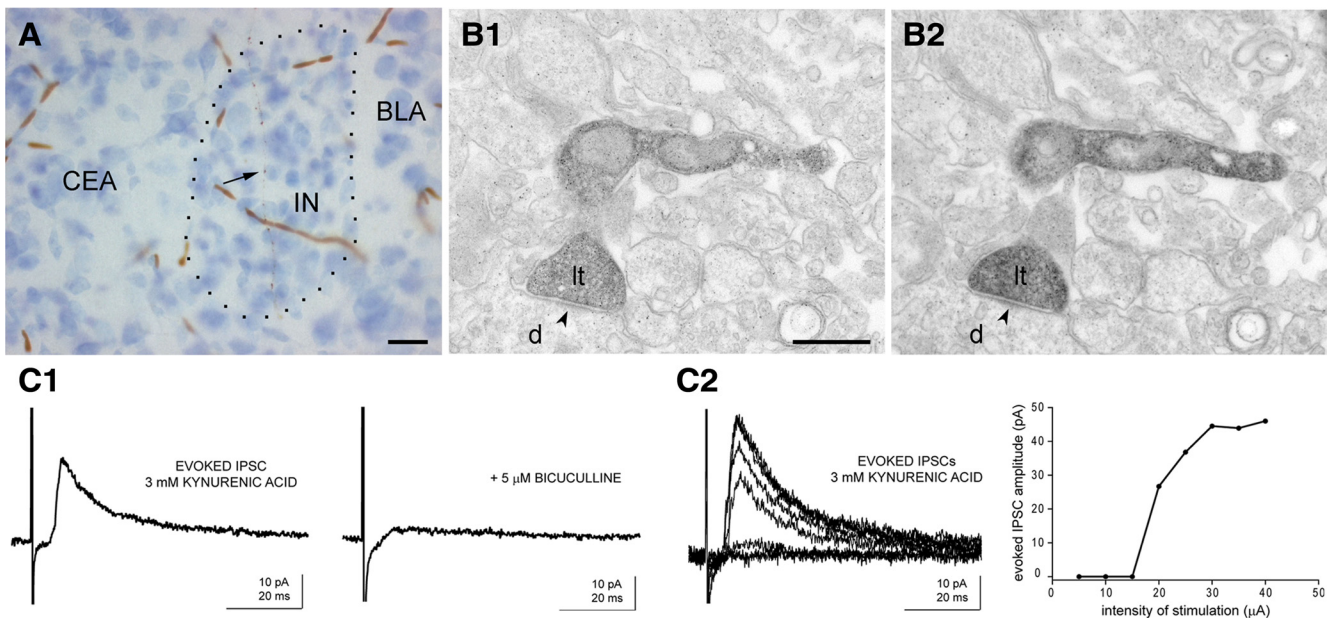 A
CEA
IN
BLA
B1
lt
d
B2
lt
d
C1
EVOKED IPSC
3 mM KYNURENIC ACID
10 pA
20 ms
+ 5 μM BICUCULLINE
10 pA
20 ms
C2
EVOKED IPSCs
3 mM KYNURENIC ACID
10 pA
20 ms
evoked IPSC amplitude (pA)
50
40
30
20
10
0
0 10 20 30 40 50
intensity of stimulation (μA)